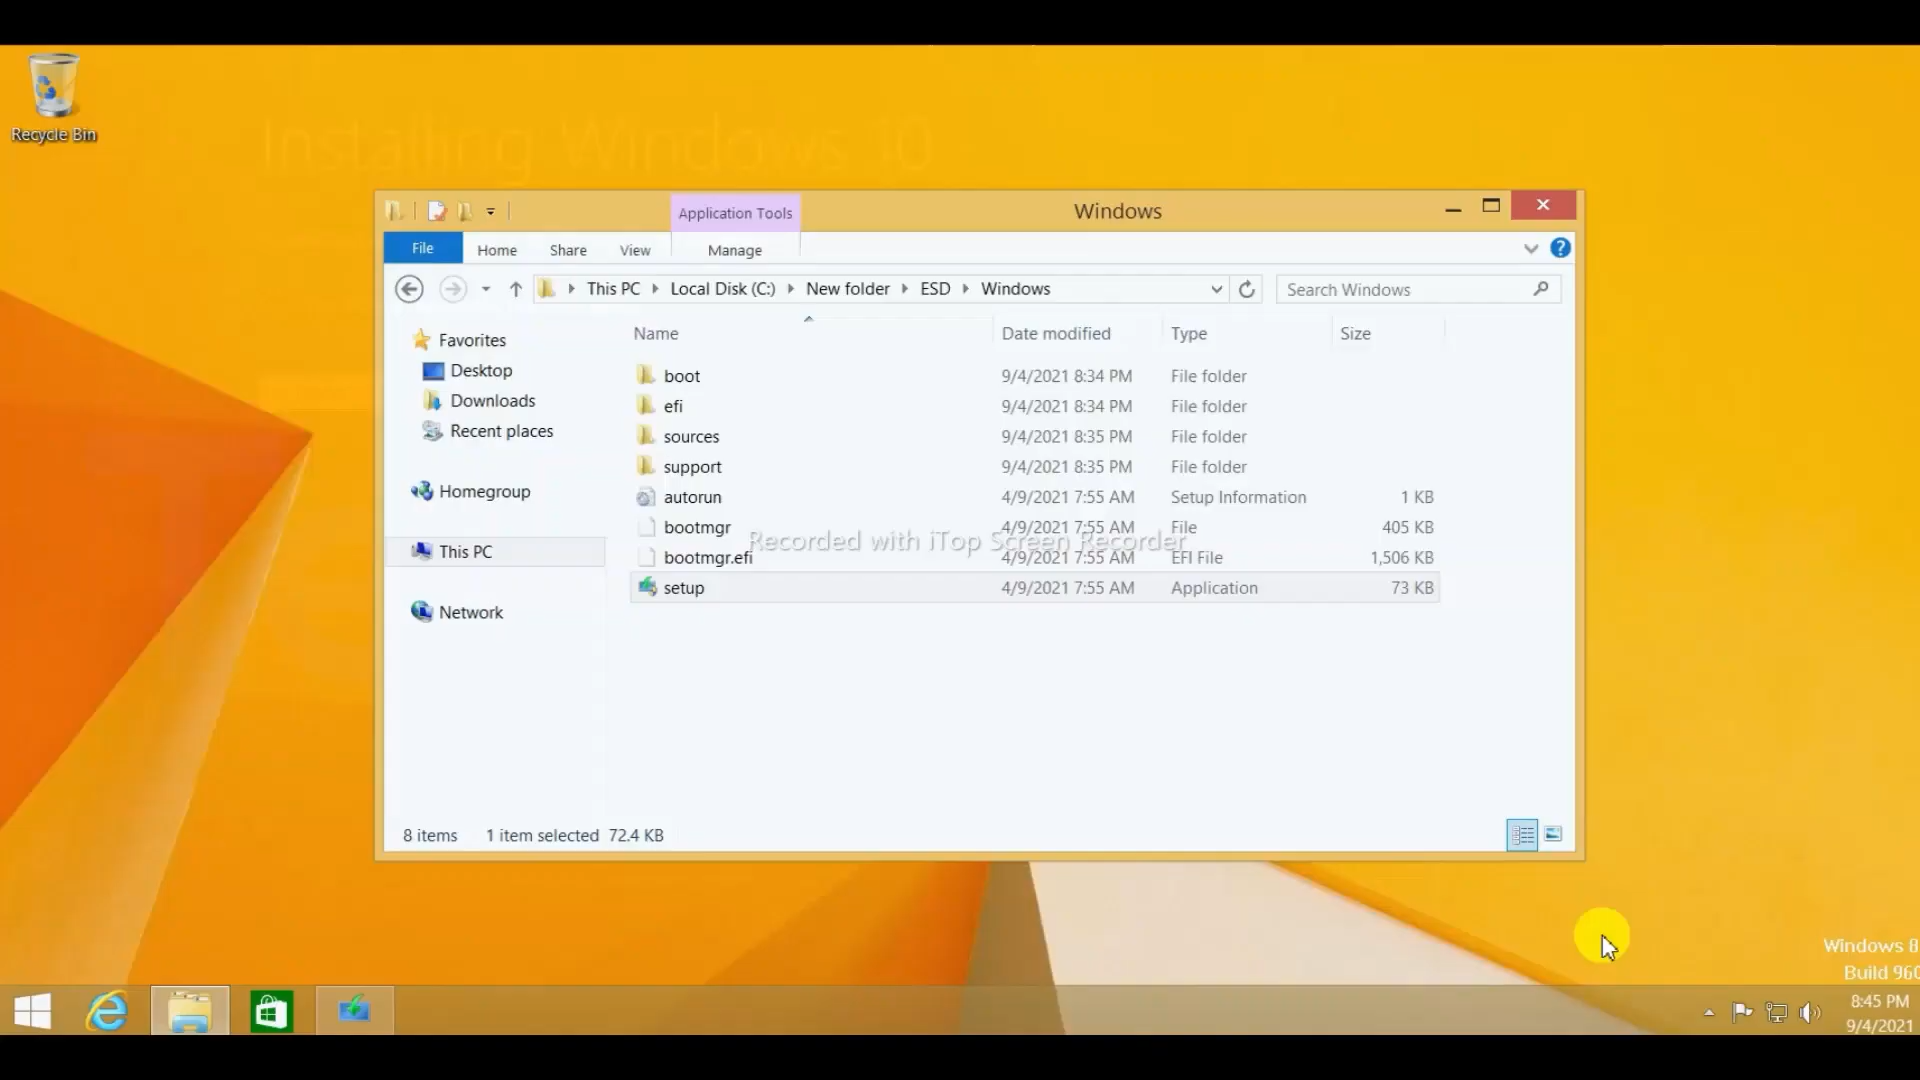 Recycle Bin
Installing Windows 10
Application Tools
Windows
File
Home
Share
View
Manage
This PC
Local Disk (C:)
New folder
ESD
Windows
Search Windows
Name
Date modified
Type
Size
Favorites
Desktop
Downloads
Recent places
Homegroup
This PC
Network
boot 9/4/2021 8:34 PM File folder
efi 9/4/2021 8:34 PM File folder
sources 9/4/2021 8:35 PM File folder
support 9/4/2021 8:35 PM File folder
autorun 4/9/2021 7:55 AM Setup Information 1 KB
bootmgr 4/9/2021 7:55 AM File 405 KB
Recorded with iTop Screen Recorder
bootmgr.efi 4/9/2021 7:55 AM EFI File 1,506 KB
setup 4/9/2021 7:55 AM Application 73 KB
8 items 1 item selected 72.4 KB
Windows 8
Build 960
8:45 PM
9/4/2021